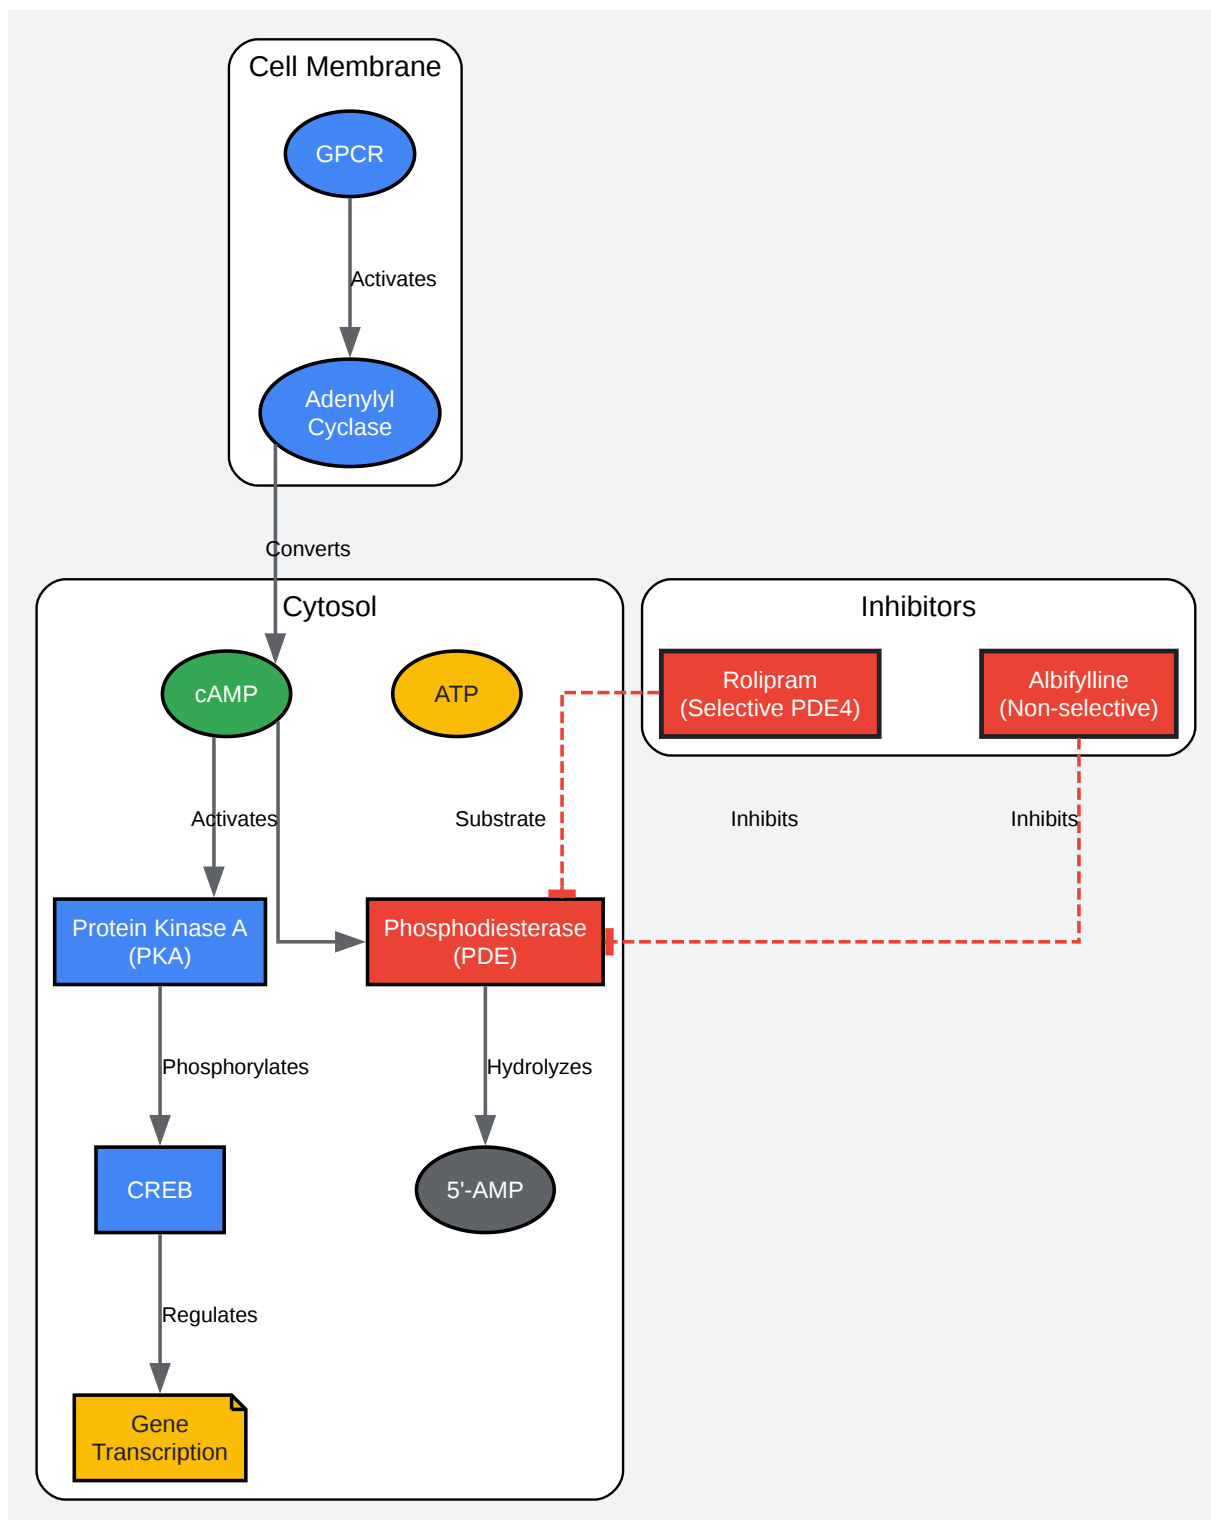 Cell Membrane
GPCR
Activates
Adenylyl
Cyclase
Converts
Cytosol
Inhibitors
cAMP
ATP
Rolipram
(Selective PDE4)
Albifylline
(Non-selective)
Activates
Substrate
Inhibits
Inhibits
Protein Kinase A
(PKA)
Phosphodiesterase
(PDE)
Phosphorylates
Hydrolyzes
CREB
5'-AMP
Regulates
Gene
Transcription